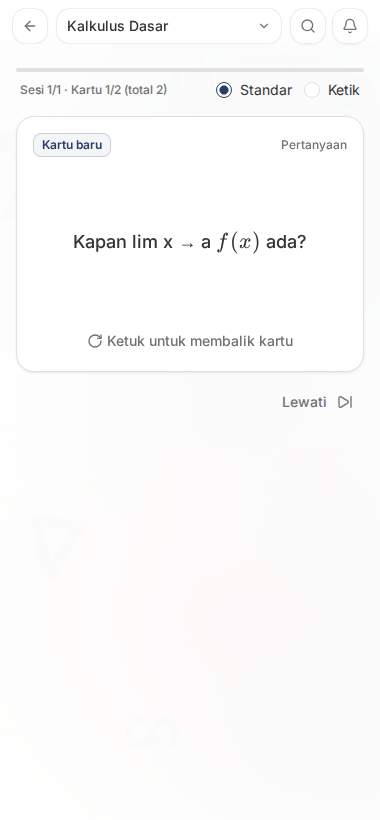 Kalkulus Dasar
Sesi 1/1 · Kartu 1/2 (total 2)
Standar
Ketik
Kartu baru
Pertanyaan
Kapan lim x → a f(x) ada?
Ketuk untuk membalik kartu
Lewati